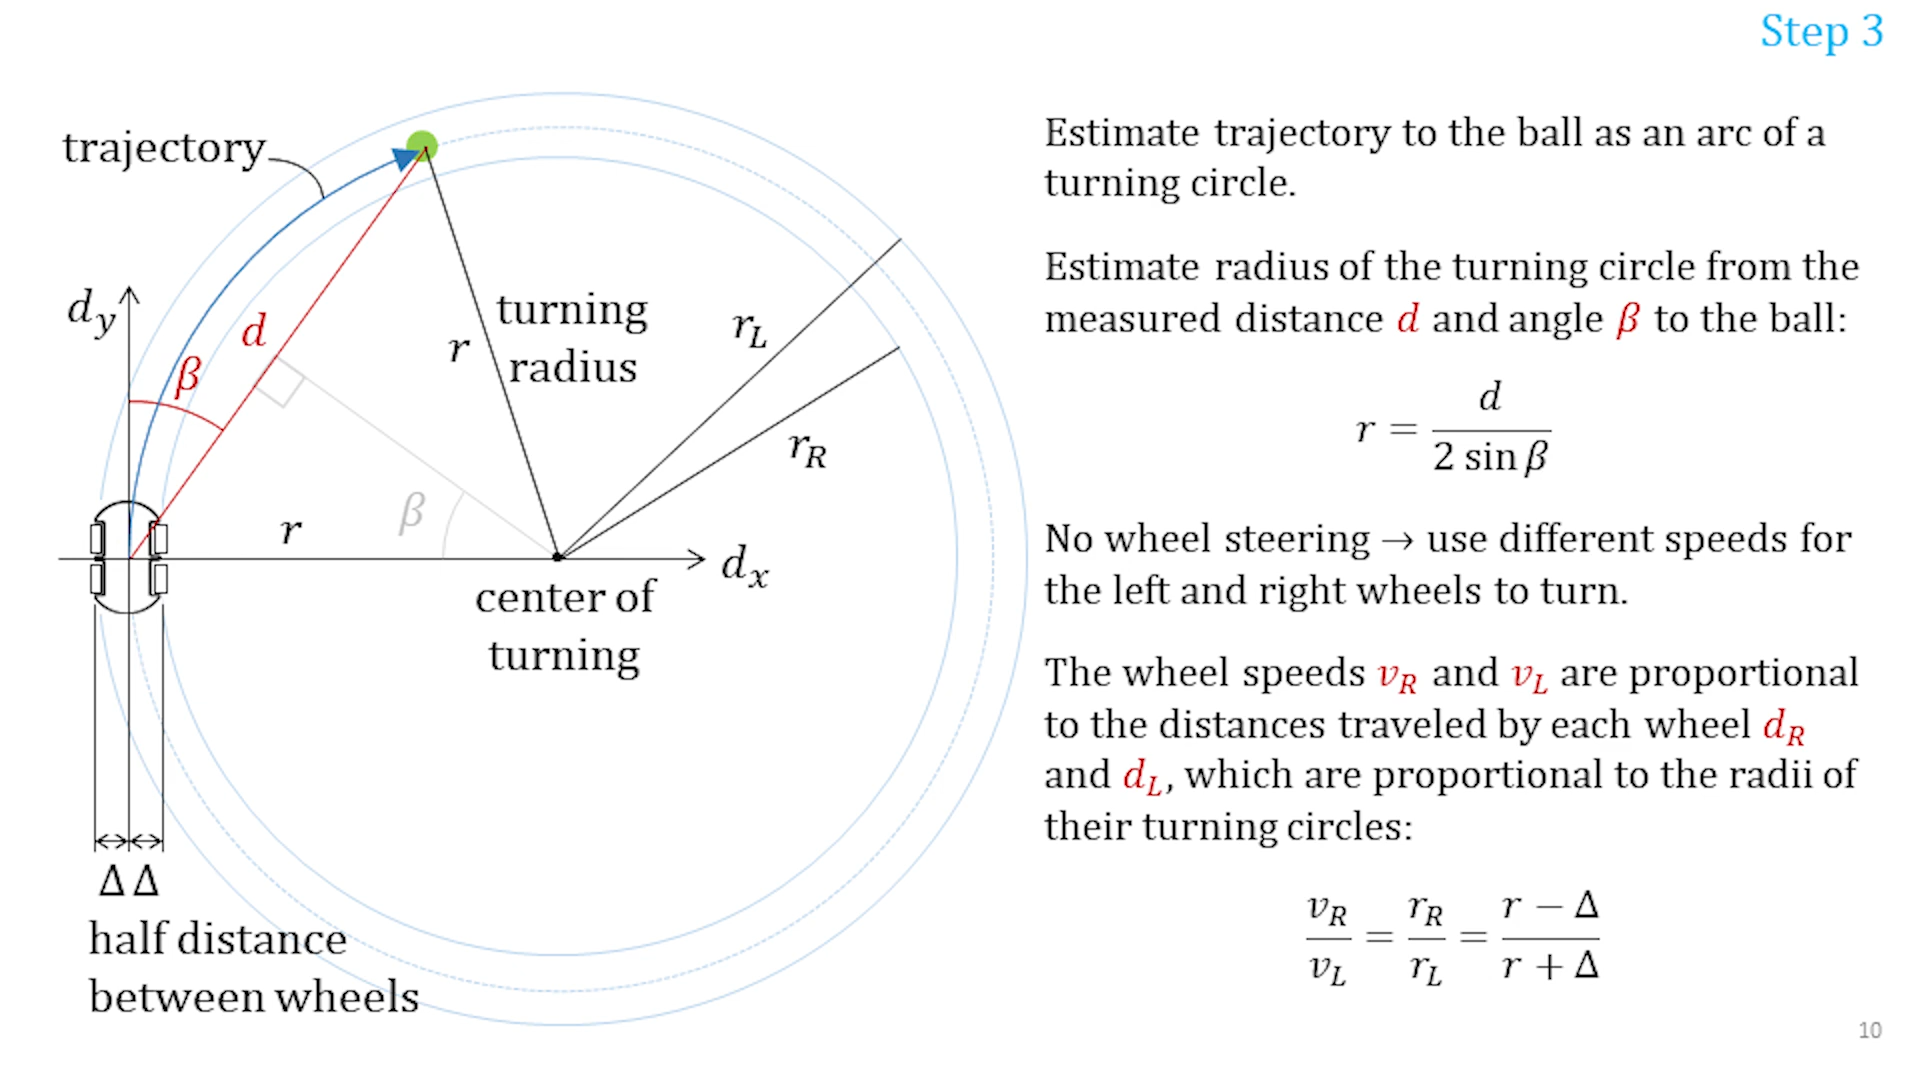 Step 3
trajectory
d_y
d
β
r
turning
radius
r_L
r_R
β
r
d_x
center of
turning
Δ Δ
half distance
between wheels
Estimate trajectory to the ball as an arc of a
turning circle.
Estimate radius of the turning circle from the
measured distance d and angle β to the ball:
r = d / (2 sin β)
No wheel steering → use different speeds for
the left and right wheels to turn.
The wheel speeds v_R and v_L are proportional
to the distances traveled by each wheel d_R
and d_L, which are proportional to the radii of
their turning circles:
v_R / v_L = r_R / r_L = (r − Δ) / (r + Δ)
10